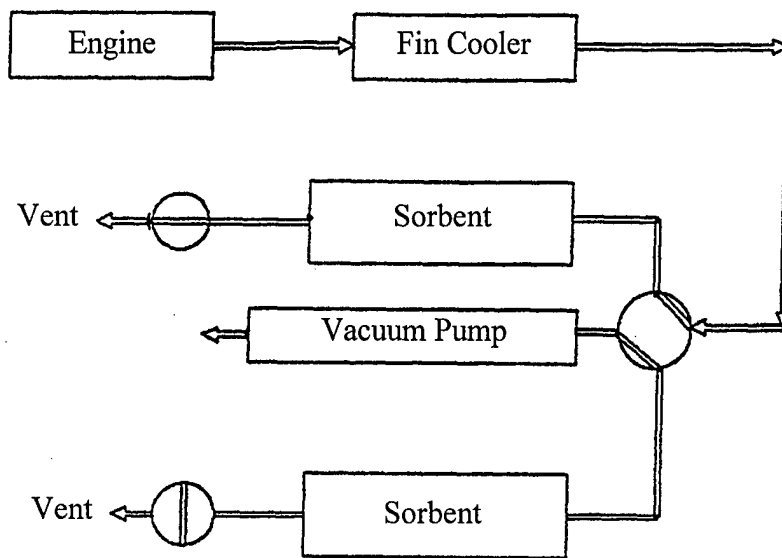 Engine
Fin Cooler
Vent
Sorbent
Vacuum Pump
Vent
Sorbent